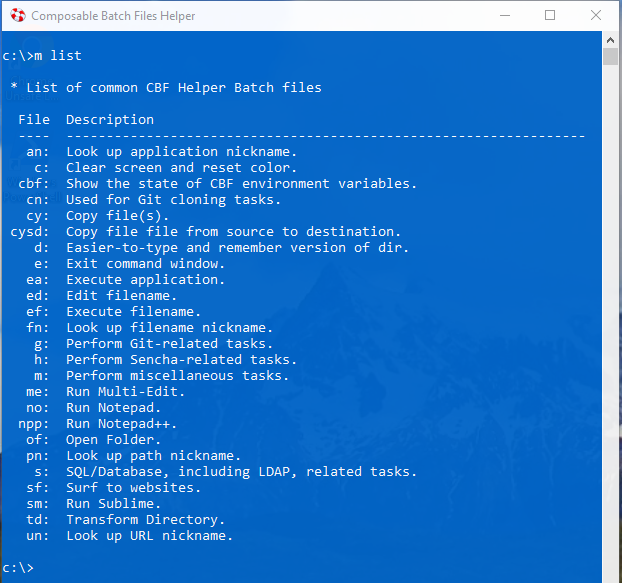 Composable Batch Files Helper
c:\>m list
* List of common CBF Helper Batch files
File  Description
----  -----------------------------------------------------------------
an:  Look up application nickname.
c:  Clear screen and reset color.
cbf:  Show the state of CBF environment variables.
cn:  Used for Git cloning tasks.
cy:  Copy file(s).
cysd:  Copy file file from source to destination.
d:  Easier-to-type and remember version of dir.
e:  Exit command window.
ea:  Execute application.
ed:  Edit filename.
ef:  Execute filename.
fn:  Look up filename nickname.
g:  Perform Git-related tasks.
h:  Perform Sencha-related tasks.
m:  Perform miscellaneous tasks.
me:  Run Multi-Edit.
no:  Run Notepad.
npp:  Run Notepad++.
of:  Open Folder.
pn:  Look up path nickname.
s:  SQL/Database, including LDAP, related tasks.
sf:  Surf to websites.
sm:  Run Sublime.
td:  Transform Directory.
un:  Look up URL nickname.
c:\>